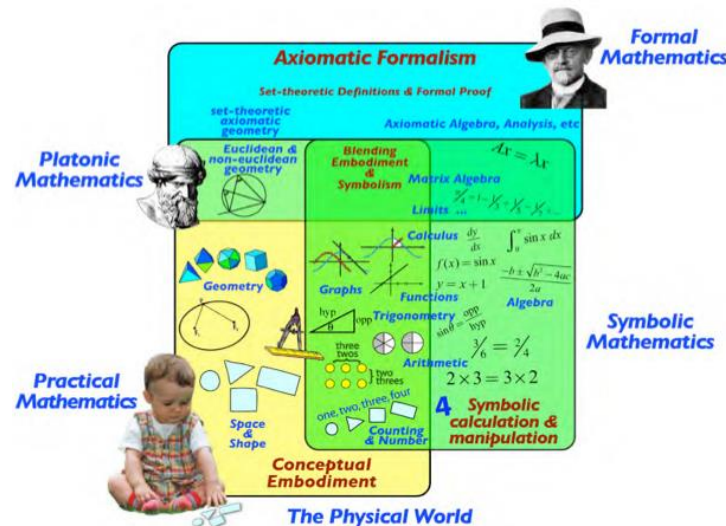 Formal
Mathematics
Axiomatic Formalism
Set-theoretic Definitions & Formal Proof
set-theoretic
axiomatic
geometry
Axiomatic Algebra, Analysis, etc
Platonic
Mathematics
Euclidean &
non-euclidean
geometry
Blending
Embodiment
&
Symbolism
Ax = λx
Matrix Algebra
Limits ...
Calculus
dy/dx
∫ sin x dx
f(x) = sin x
y = x + 1
-b ± √b² - 4ac
2a
Geometry
Graphs
Functions
Algebra
hyp
opp
θ
Trigonometry
sinθ = opp/hyp
Symbolic
Mathematics
three
twos
two
threes
Arithmetic
3/6 = 2/4
2 × 3 = 3 × 2
Practical
Mathematics
Space
&
Shape
one, two, three, four
Counting
& Number
4
Symbolic
calculation &
manipulation
Conceptual
Embodiment
The Physical World